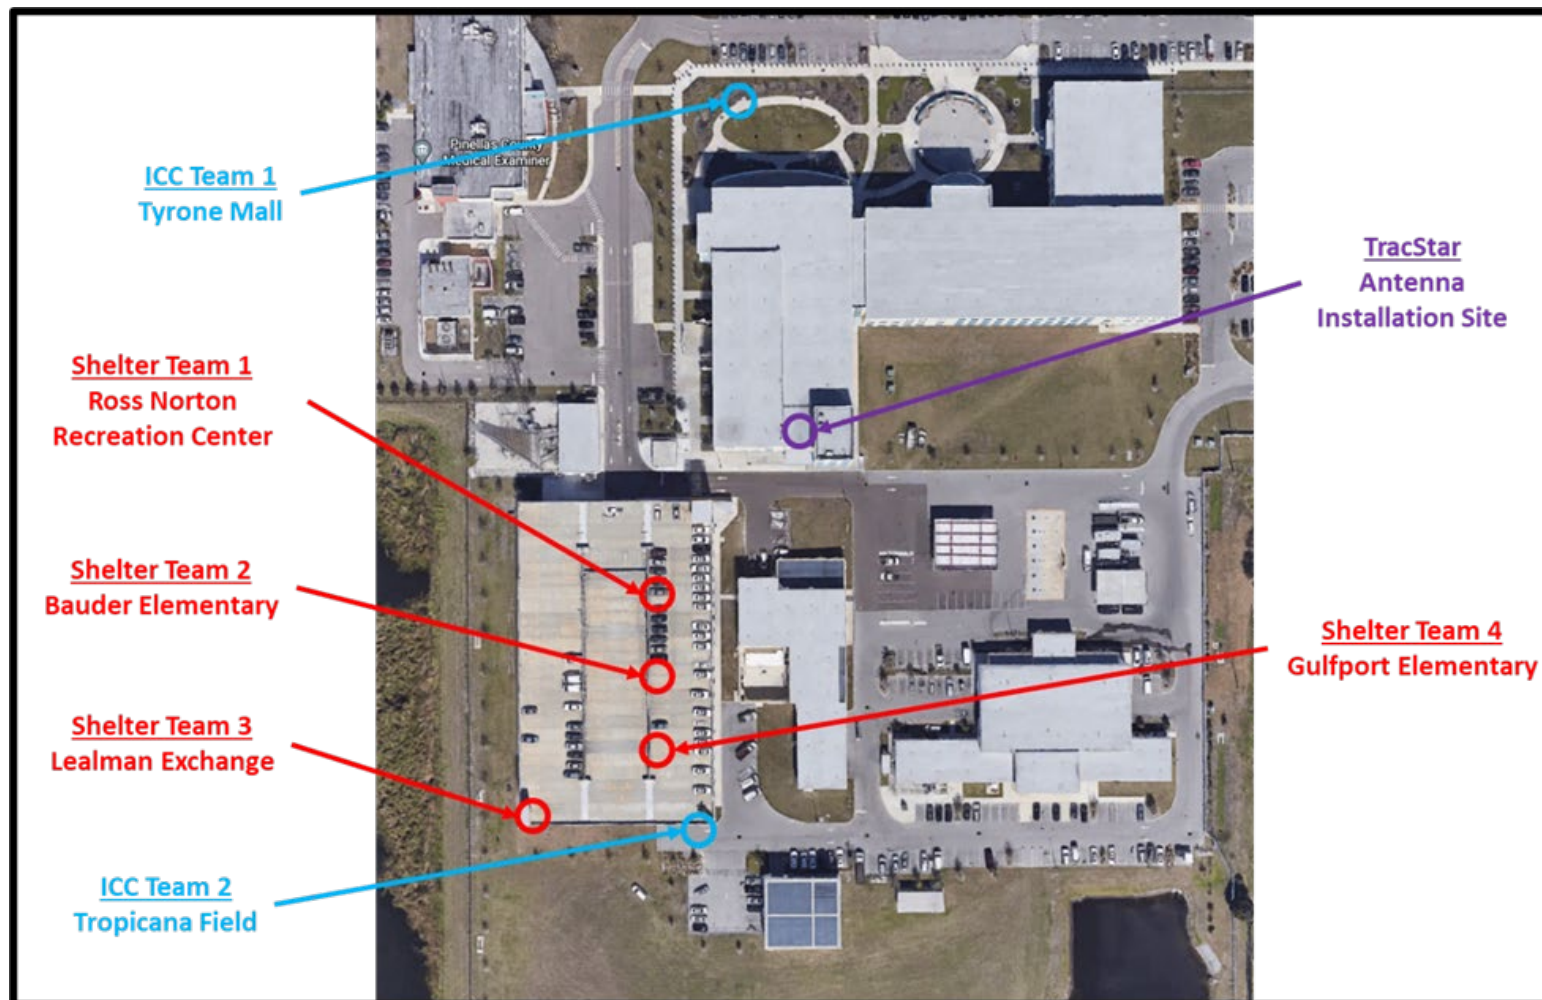 Pinellas County
Medical Examiner
ICC Team 1
Tyrone Mall
TracStar
Antenna
Installation Site
Shelter Team 1
Ross Norton
Recreation Center
Shelter Team 2
Bauder Elementary
Shelter Team 4
Gulfport Elementary
Shelter Team 3
Lealman Exchange
ICC Team 2
Tropicana Field